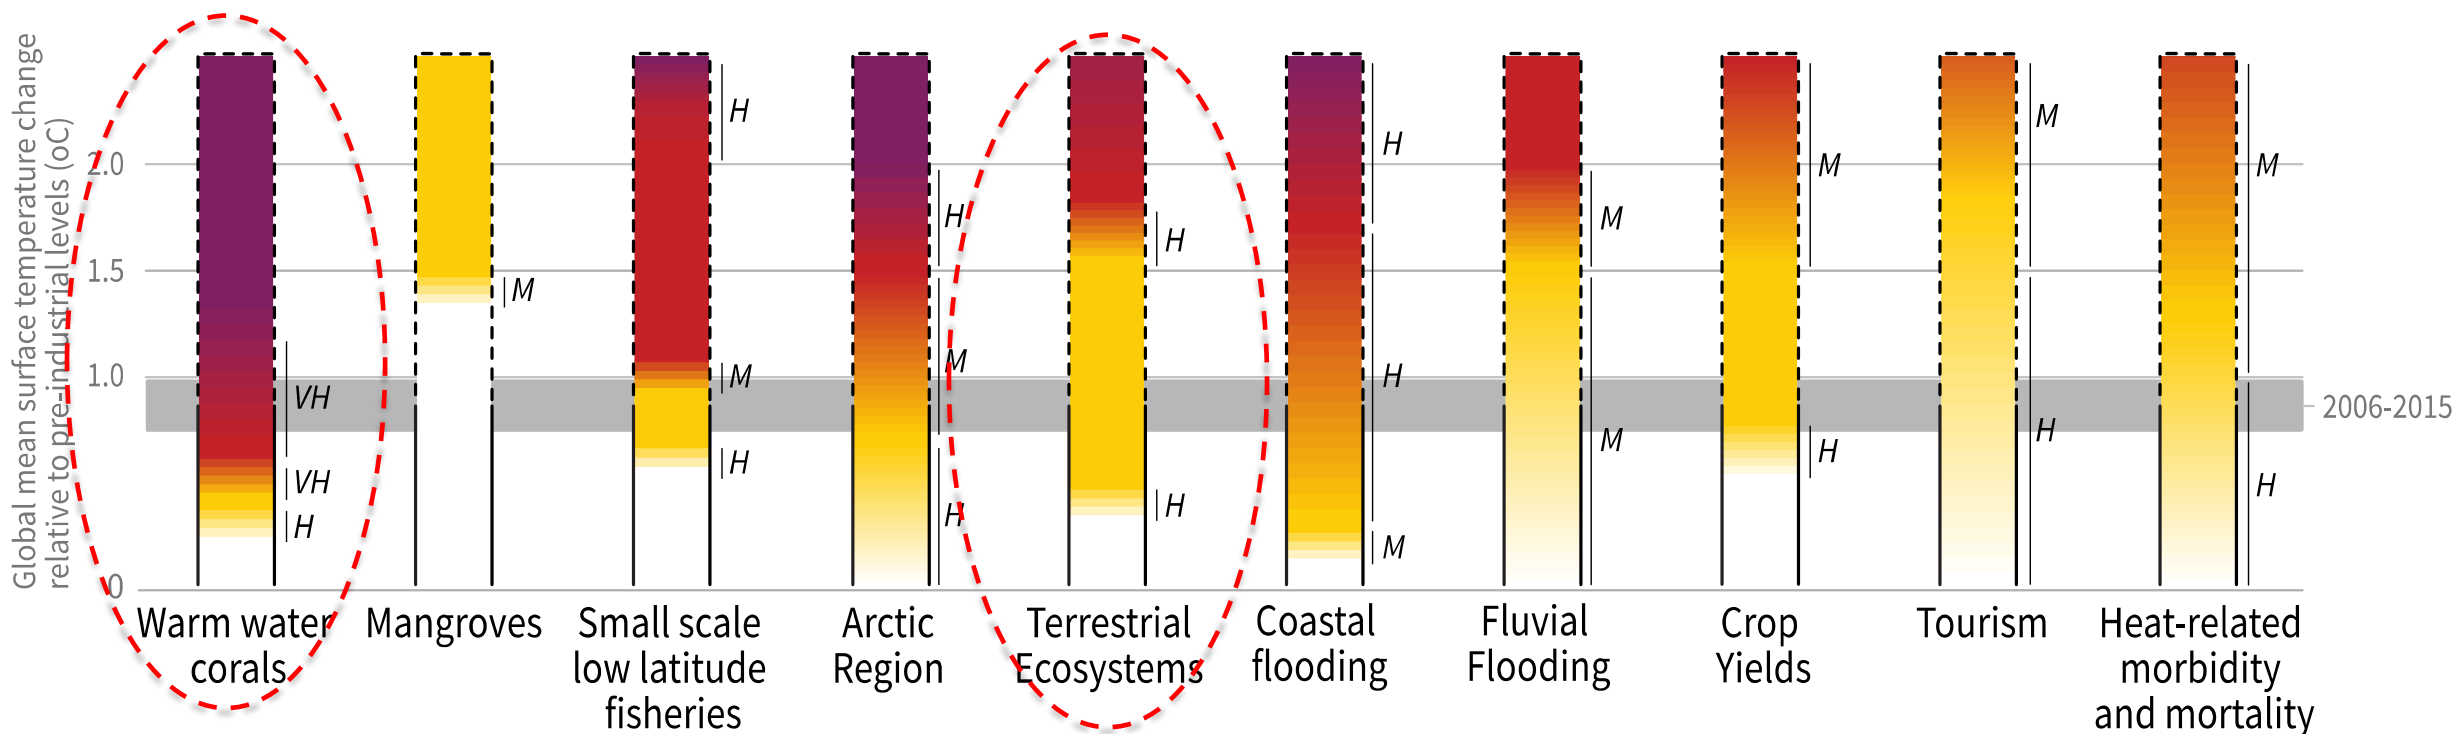 Global mean surface temperature change
relative to pre-industrial levels (oC)
2.0
1.5
1.0
0
2006-2015
VH
VH
H
M
H
M
H
H
M
H
H
H
H
H
M
M
M
M
H
M
H
M
H
Warm water
corals
Mangroves
Small scale
low latitude
fisheries
Arctic
Region
Terrestrial
Ecosystems
Coastal
flooding
Fluvial
Flooding
Crop
Yields
Tourism
Heat-related
morbidity
and mortality